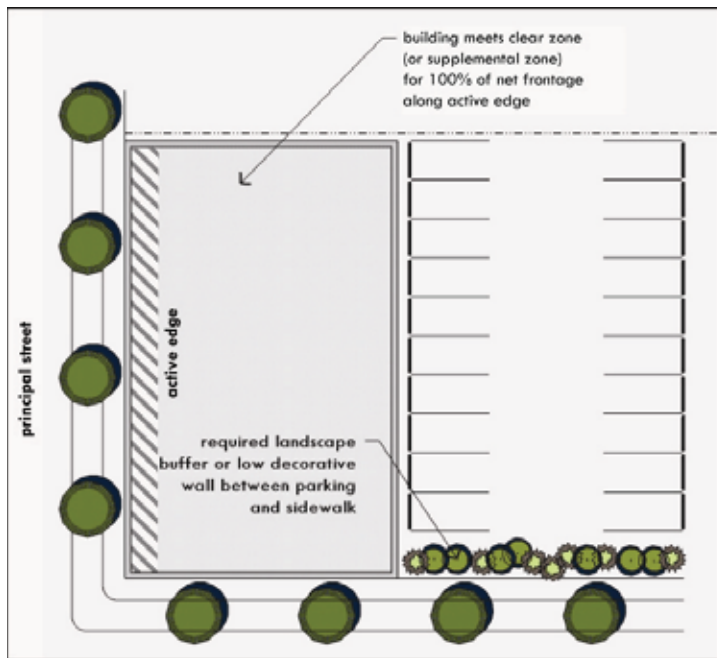 building meets clear zone
(or supplemental zone)
for 100% of net frontage
along active edge
principal street
active edge
required landscape
buffer or low decorative
wall between parking
and sidewalk